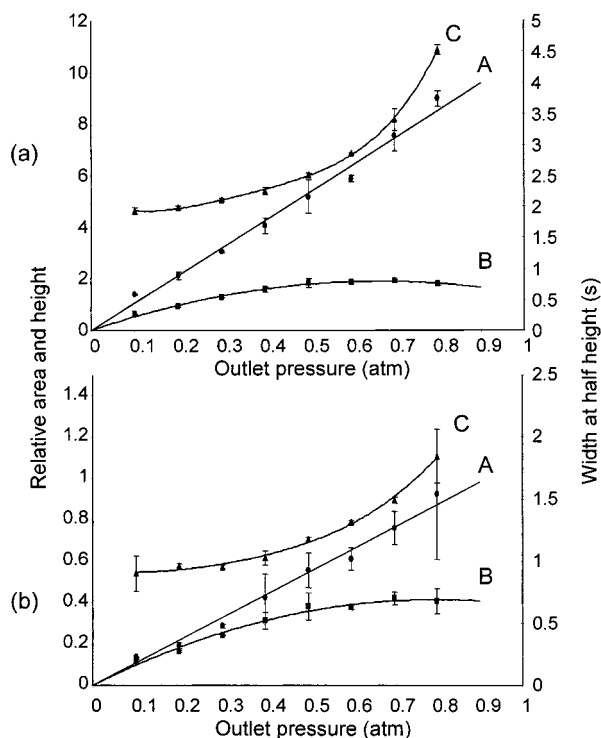 12
10
8
6
4
2
0
5
4.5
4
3.5
3
2.5
2
1.5
1
0.5
0
C
A
B
(a)
0 0.1 0.2 0.3 0.4 0.5 0.6 0.7 0.8 0.9 1
Outlet pressure (atm)
Relative area and height
Width at half height (s)
1.4
1.2
1
0.8
0.6
0.4
0.2
0
2.5
2
1.5
1
0.5
0
C
A
B
(b)
0 0.1 0.2 0.3 0.4 0.5 0.6 0.7 0.8 0.9 1
Outlet pressure (atm)